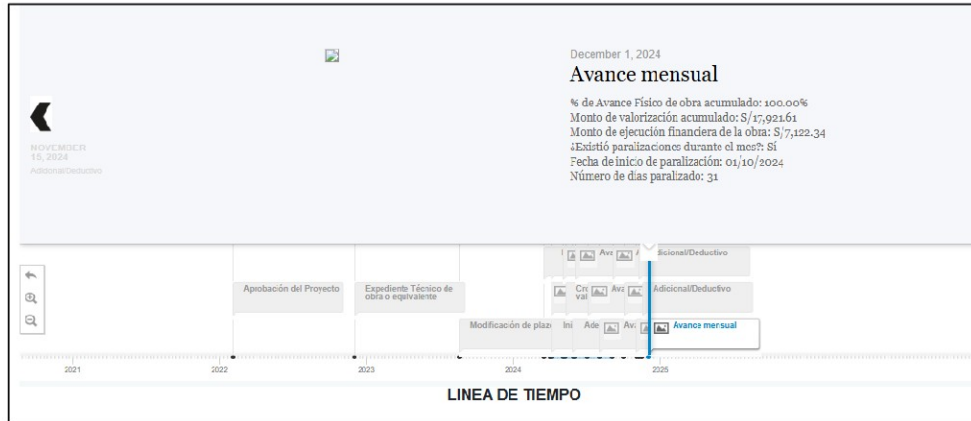 December 1, 2024
Avance mensual
% de Avance Físico de obra acumulado: 100.00%
Monto de valorización acumulado: S/17,921.61
Monto de ejecución financiera de la obra: S/7,122.34
¿Existió paralizaciones durante el mes?: Sí
Fecha de inicio de paralización: 01/10/2024
Número de días paralizado: 31
NOVEMBER
15, 2024
Adicional/Deductivo
Ave
dicional/Deductivo
Aprobación del Proyecto
Expediente Técnico de
obra o equivalente
Adicional/Deductivo
Modificación de plaz
Ini
Ade
Avance mensual
2021
2022
2023
2024
2025
LINEA DE TIEMPO